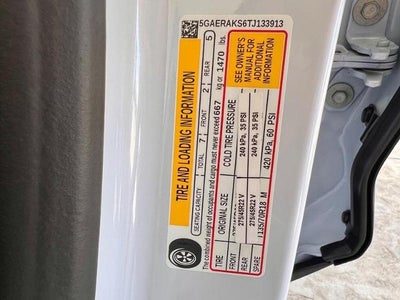 5GAERAKS6TJ133913
TIRE AND LOADING INFORMATION
SEATING CAPACITY TOTAL 7 FRONT 2 REAR 5
The combined weight of occupants and cargo must never exceed 667 kg or 1470 lbs.
TIRE ORIGINAL SIZE COLD TIRE PRESSURE
FRONT 275/45R22 V 240 kPa, 35 PSI
REAR 275/45R22 V 240 kPa, 35 PSI
SPARE T135/70R18 M 420 kPa, 60 PSI
SEE OWNER'S
MANUAL FOR
ADDITIONAL
INFORMATION